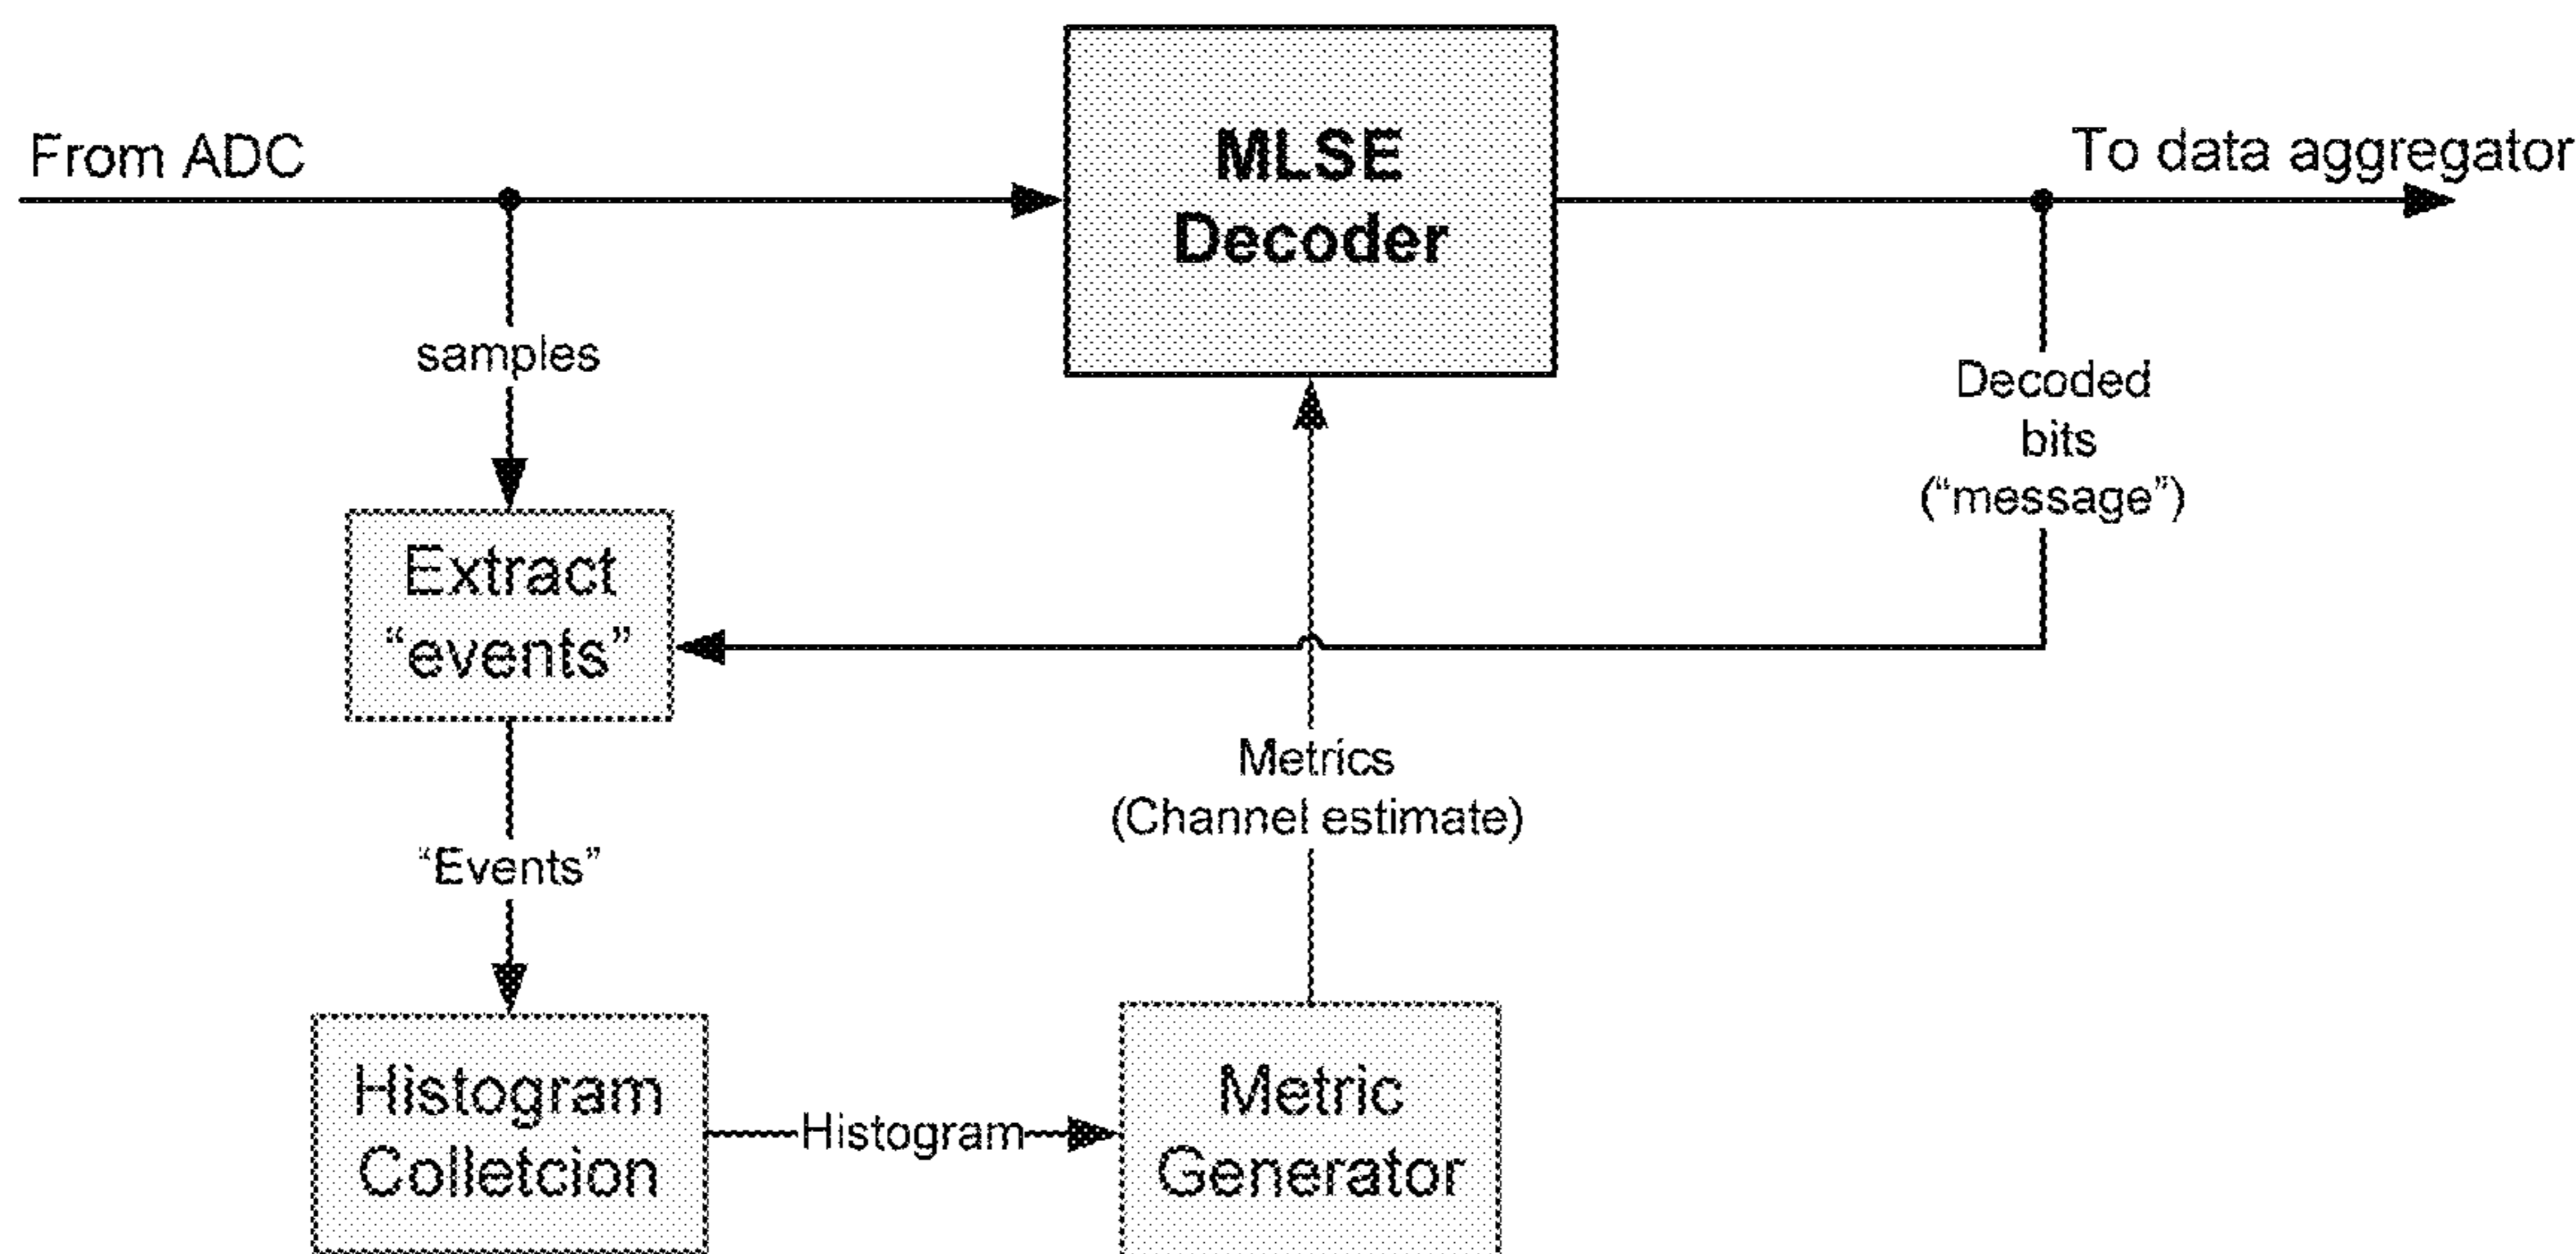 From ADC
MLSE
Decoder
To data aggregator
samples
Decoded
bits
(“message”)
Extract
“events”
Metrics
(Channel estimate)
“Events”
Histogram
Colletcion
Histogram
Metric
Generator